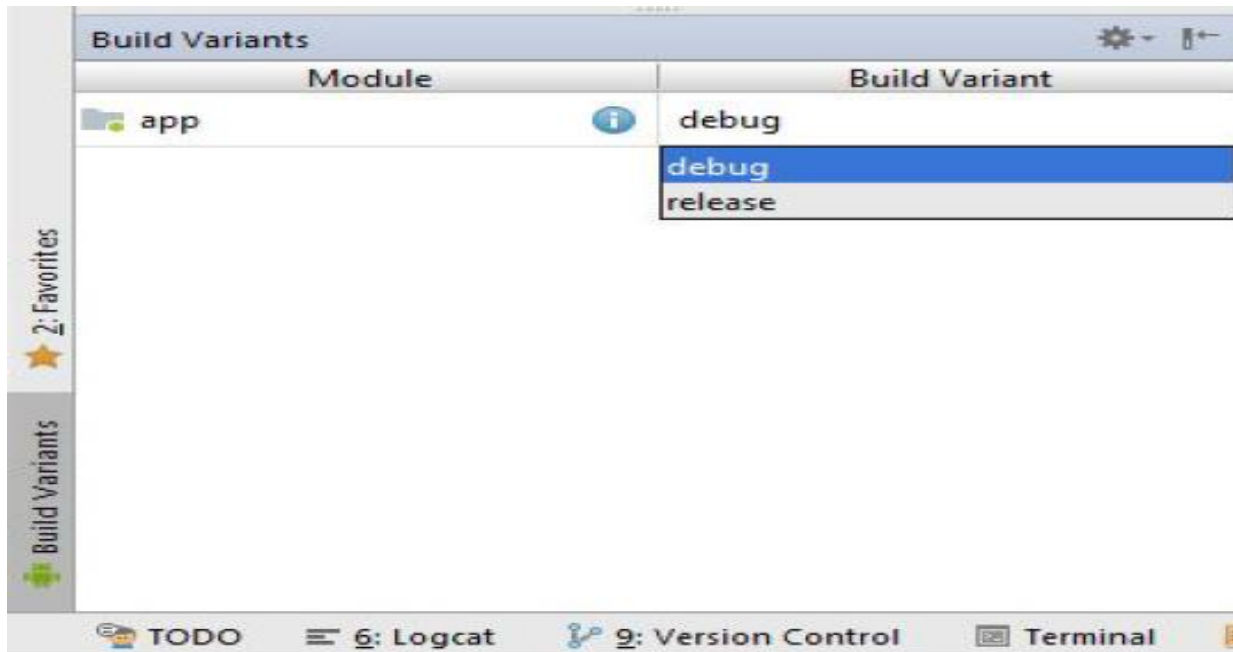 Build Variants
Module
Build Variant
app
debug
debug
release
2: Favorites
Build Variants
TODO
6: Logcat
9: Version Control
Terminal